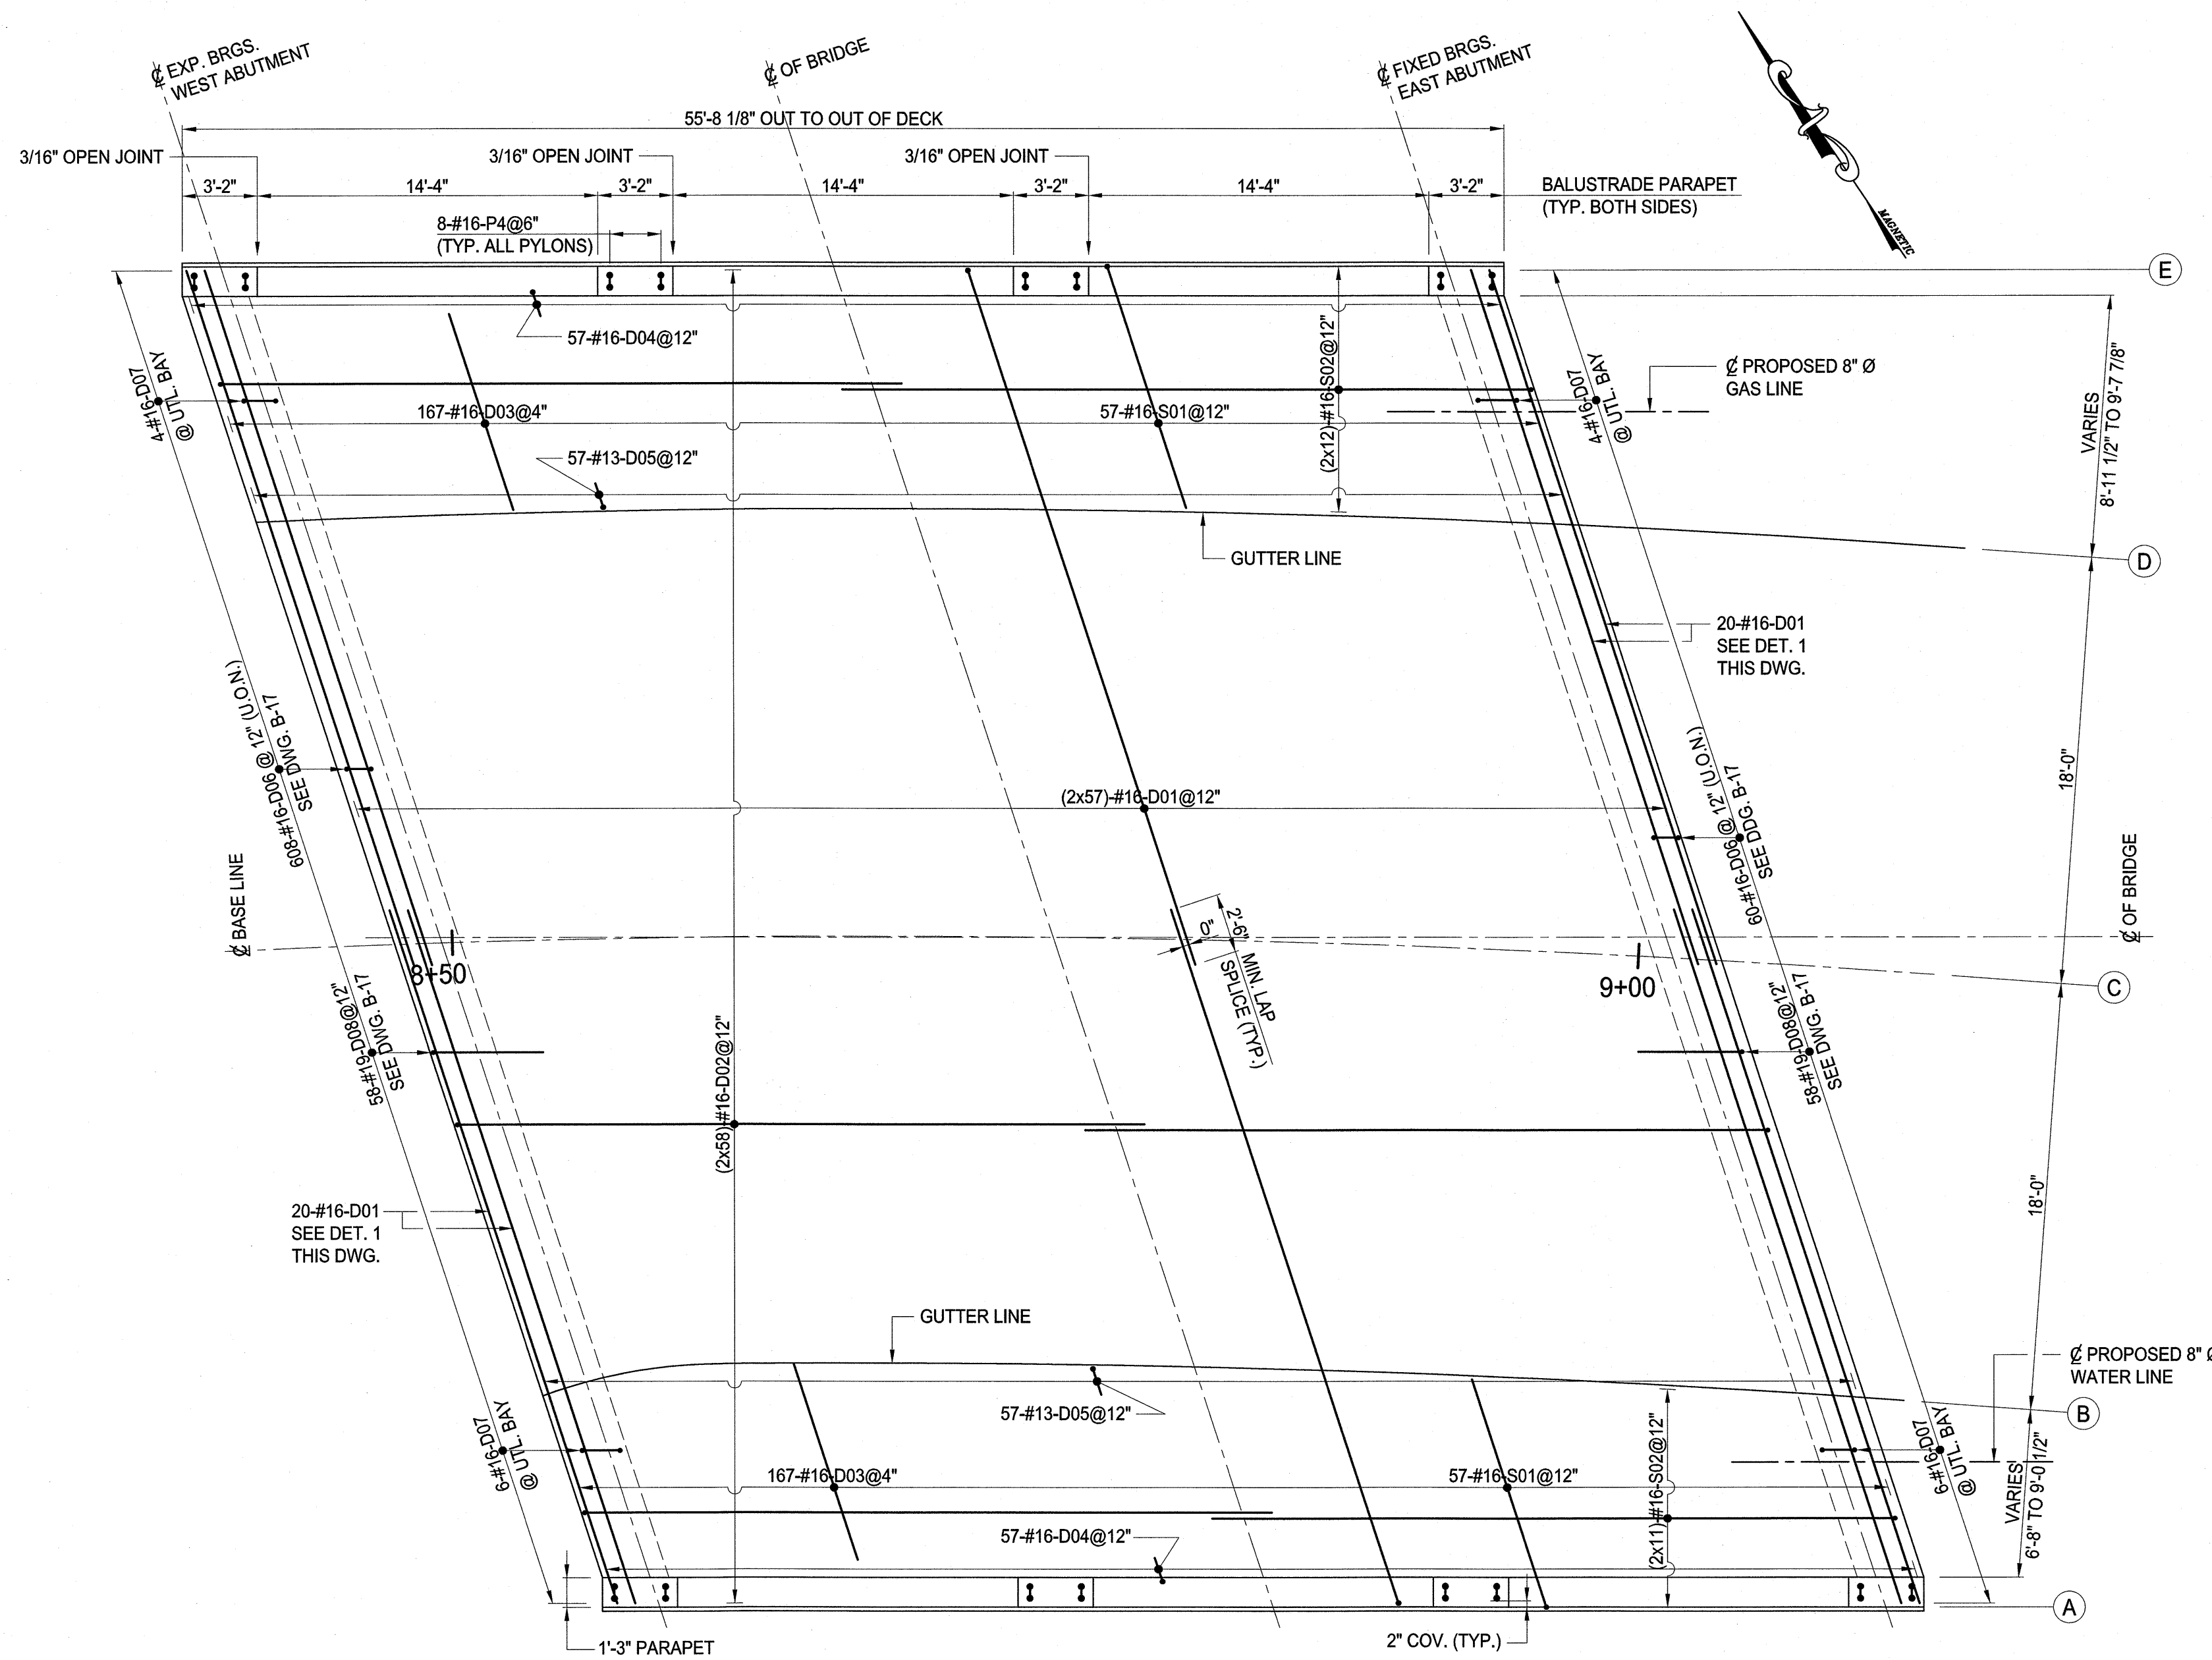 ℄ EXP. BRGS.
WEST ABUTMENT
℄ OF BRIDGE
℄ FIXED BRGS.
EAST ABUTMENT
MAGNETIC
55'-8 1/8" OUT TO OUT OF DECK
3/16" OPEN JOINT
3/16" OPEN JOINT
3/16" OPEN JOINT
3'-2"
14'-4"
3'-2"
14'-4"
3'-2"
14'-4"
3'-2"
BALUSTRADE PARAPET
(TYP. BOTH SIDES)
8-#16-P4@6"
(TYP. ALL PYLONS)
E
57-#16-D04@12"
4-#16-D07
@ UTL. BAY
167-#16-D03@4"
57-#16-S01@12"
(2x12)-#16-S02@12"
4-#16-D07
@ UTL. BAY
℄ PROPOSED 8" Ø
GAS LINE
VARIES
8'-11 1/2" TO 9'-7 7/8"
57-#13-D05@12"
GUTTER LINE
D
20-#16-D01
SEE DET. 1
THIS DWG.
608-#16-D06 @ 12" (U.O.N.)
SEE DWG. B-17
(2x57)-#16-D01@12"
60-#16-D06 @ 12" (U.O.N.)
SEE DDG. B-17
18'-0"
℄ BASE LINE
8+50
0"
2'-6" MIN. LAP
SPLICE (TYP.)
9+00
℄ OF BRIDGE
C
58-#19-D08@12"
SEE DWG. B-17
(2x58)-#16-D02@12"
58-#19-D08@12"
SEE DWG. B-17
20-#16-D01
SEE DET. 1
THIS DWG.
18'-0"
GUTTER LINE
℄ PROPOSED 8" Ø
WATER LINE
57-#13-D05@12"
B
6-#16-D07
@ UTL. BAY
167-#16-D03@4"
57-#16-S01@12"
(2x11)-#16-S02@12"
6-#16-D07
@ UTL. BAY
VARIES
6'-8" TO 9'-0 1/2"
57-#16-D04@12"
1'-3" PARAPET
2" COV. (TYP.)
A